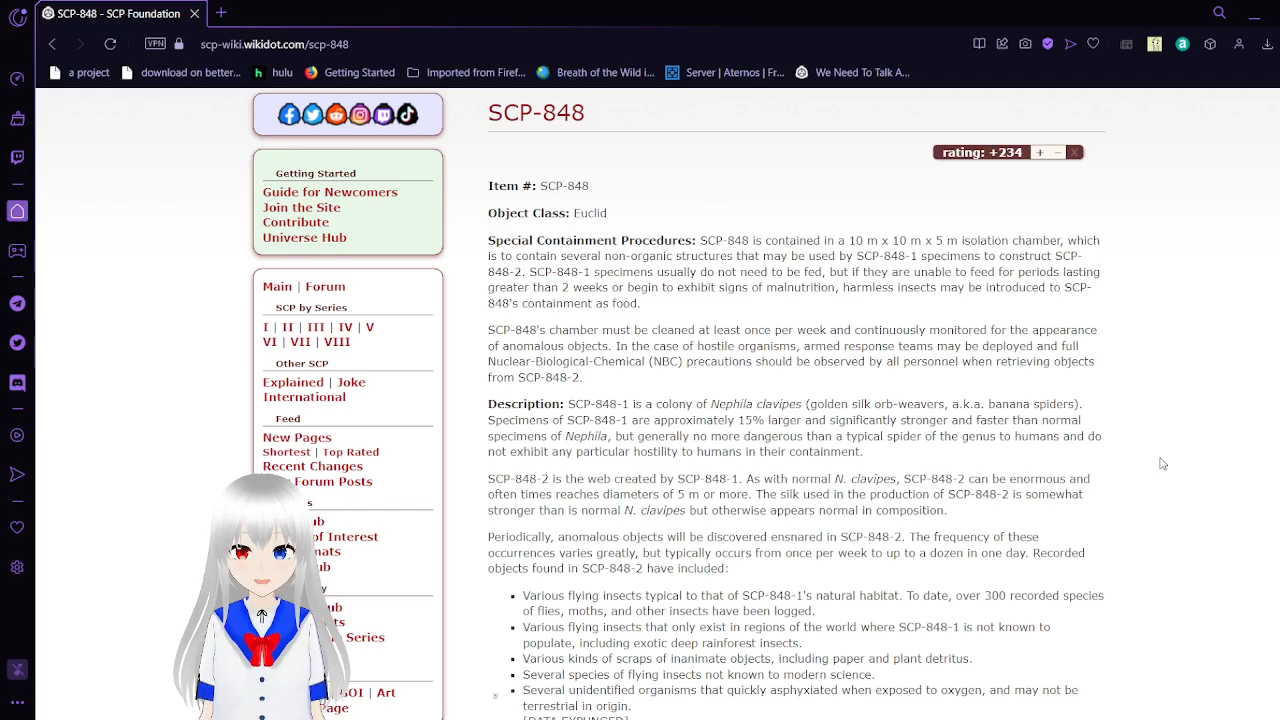 SCP-848 - SCP Foundation
VPN
scp-wiki.wikidot.com/scp-848
a project
download on better...
hulu
Getting Started
Imported from Firef...
Breath of the Wild i...
Server | Aternos | Fr...
We Need To Talk A...
Getting Started
Guide for Newcomers
Join the Site
Contribute
Universe Hub
Main | Forum
SCP by Series
I | II | III | IV | V
VI | VII | VIII
Other SCP
Explained | Joke
International
Feed
New Pages
Shortest | Top Rated
Recent Changes
Forum Posts
s
ub
of Interest
mats
ub
y
ub
ts
Series
GOI | Art
Page
SCP-848
rating: +234 + − X
Item #: SCP-848
Object Class: Euclid
Special Containment Procedures: SCP-848 is contained in a 10 m x 10 m x 5 m isolation chamber, which
is to contain several non-organic structures that may be used by SCP-848-1 specimens to construct SCP-
848-2. SCP-848-1 specimens usually do not need to be fed, but if they are unable to feed for periods lasting
greater than 2 weeks or begin to exhibit signs of malnutrition, harmless insects may be introduced to SCP-
848's containment as food.
SCP-848's chamber must be cleaned at least once per week and continuously monitored for the appearance
of anomalous objects. In the case of hostile organisms, armed response teams may be deployed and full
Nuclear-Biological-Chemical (NBC) precautions should be observed by all personnel when retrieving objects
from SCP-848-2.
Description: SCP-848-1 is a colony of Nephila clavipes (golden silk orb-weavers, a.k.a. banana spiders).
Specimens of SCP-848-1 are approximately 15% larger and significantly stronger and faster than normal
specimens of Nephila, but generally no more dangerous than a typical spider of the genus to humans and do
not exhibit any particular hostility to humans in their containment.
SCP-848-2 is the web created by SCP-848-1. As with normal N. clavipes, SCP-848-2 can be enormous and
often times reaches diameters of 5 m or more. The silk used in the production of SCP-848-2 is somewhat
stronger than is normal N. clavipes but otherwise appears normal in composition.
Periodically, anomalous objects will be discovered ensnared in SCP-848-2. The frequency of these
occurrences varies greatly, but typically occurs from once per week to up to a dozen in one day. Recorded
objects found in SCP-848-2 have included:
Various flying insects typical to that of SCP-848-1's natural habitat. To date, over 300 recorded species
of flies, moths, and other insects have been logged.
Various flying insects that only exist in regions of the world where SCP-848-1 is not known to
populate, including exotic deep rainforest insects.
Various kinds of scraps of inanimate objects, including paper and plant detritus.
Several species of flying insects not known to modern science.
Several unidentified organisms that quickly asphyxiated when exposed to oxygen, and may not be
terrestrial in origin.
[DATA EXPUNGED]